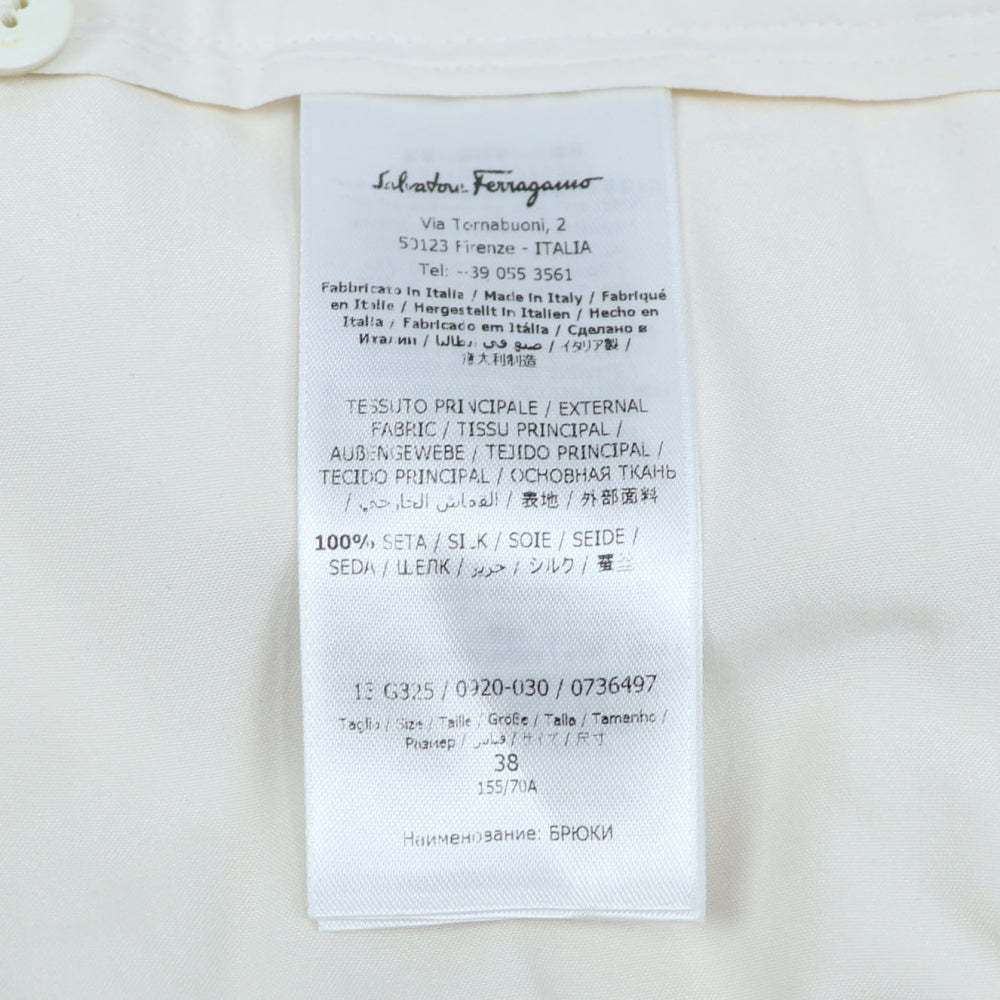 Salvatore Ferragamo
Via Tornabuoni, 2
50123 Firenze - ITALIA
Tel: +39 055 3561
Fabbricato in Italia / Made in Italy / Fabriqué
en Italie / Hergestellt in Italien / Hecho en
Italia / Fabricado em Itália / Сделано в
Италии / صنع في إيطاليا / イタリア製 /
意大利制造
TESSUTO PRINCIPALE / EXTERNAL
FABRIC / TISSU PRINCIPAL /
AUßENGEWEBE / TEJIDO PRINCIPAL /
TECIDO PRINCIPAL / ОСНОВНАЯ ТКАНЬ
/ القماش الخارجي / 表地 / 外部面料
100% SETA / SILK / SOIE / SEIDE /
SEDA / ШЕЛК / حرير / シルク / 蚕丝
13 G325 / 0920-030 / 0736497
Taglia / Size / Taille / Größe / Talla / Tamanho /
Размер / قياس / サイズ / 尺寸
38
155/70A
Наименование: БРЮКИ